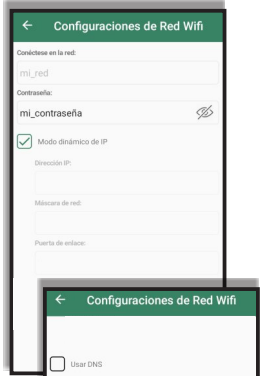 Configuraciones de Red Wifi
Conéctese en la red:
mi_red
Contraseña:
mi_contraseña
Modo dinámico de IP
Dirección IP:
Máscara de red:
Puerta de enlace:
Configuraciones de Red Wifi
Usar DNS